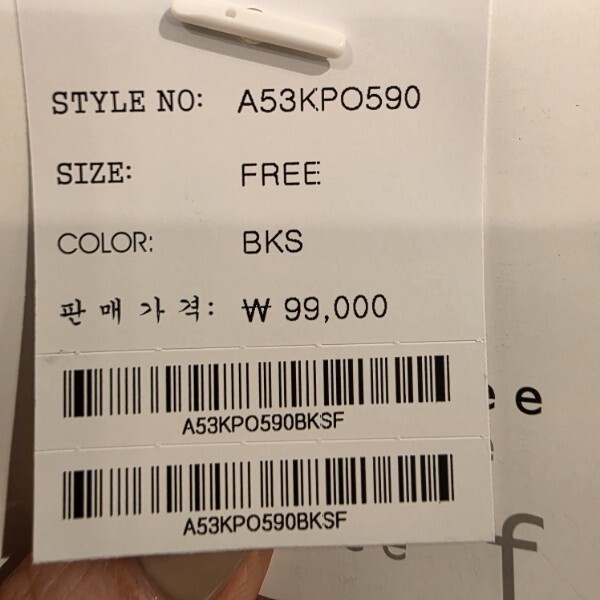 STYLE NO: A53KPO590
SIZE: FREE
COLOR: BKS
판매가격: ₩ 99,000
A53KPO590BKSF
A53KPO590BKSF